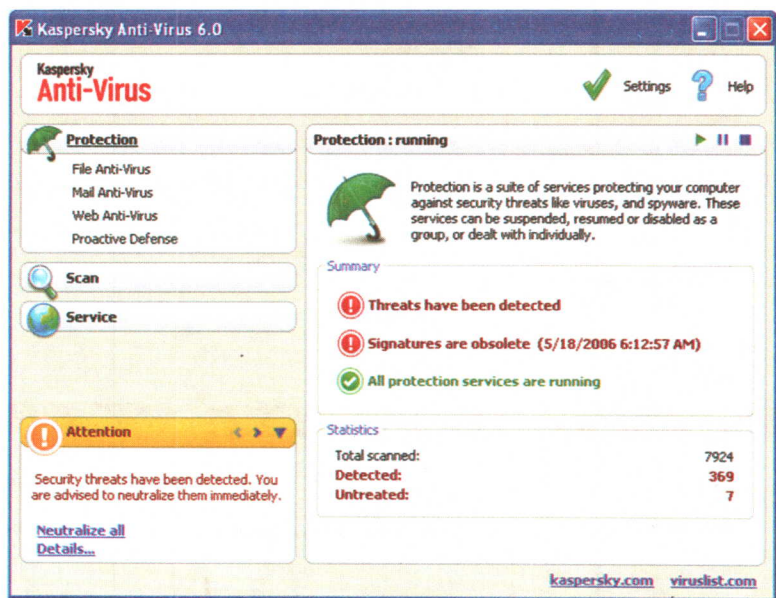 Kaspersky Anti-Virus 6.0
Kaspersky
Anti-Virus
Settings
Help
Protection
File Anti-Virus
Mail Anti-Virus
Web Anti-Virus
Proactive Defense
Scan
Service
Attention
Security threats have been detected. You
are advised to neutralize them immediately.
Neutralize all
Details...
Protection : running
Protection is a suite of services protecting your computer
against security threats like viruses, and spyware. These
services can be suspended, resumed or disabled as a
group, or dealt with individually.
Summary
Threats have been detected
Signatures are obsolete (5/18/2006 6:12:57 AM)
All protection services are running
Statistics
Total scanned: 7924
Detected: 369
Untreated: 7
kaspersky.com viruslist.com